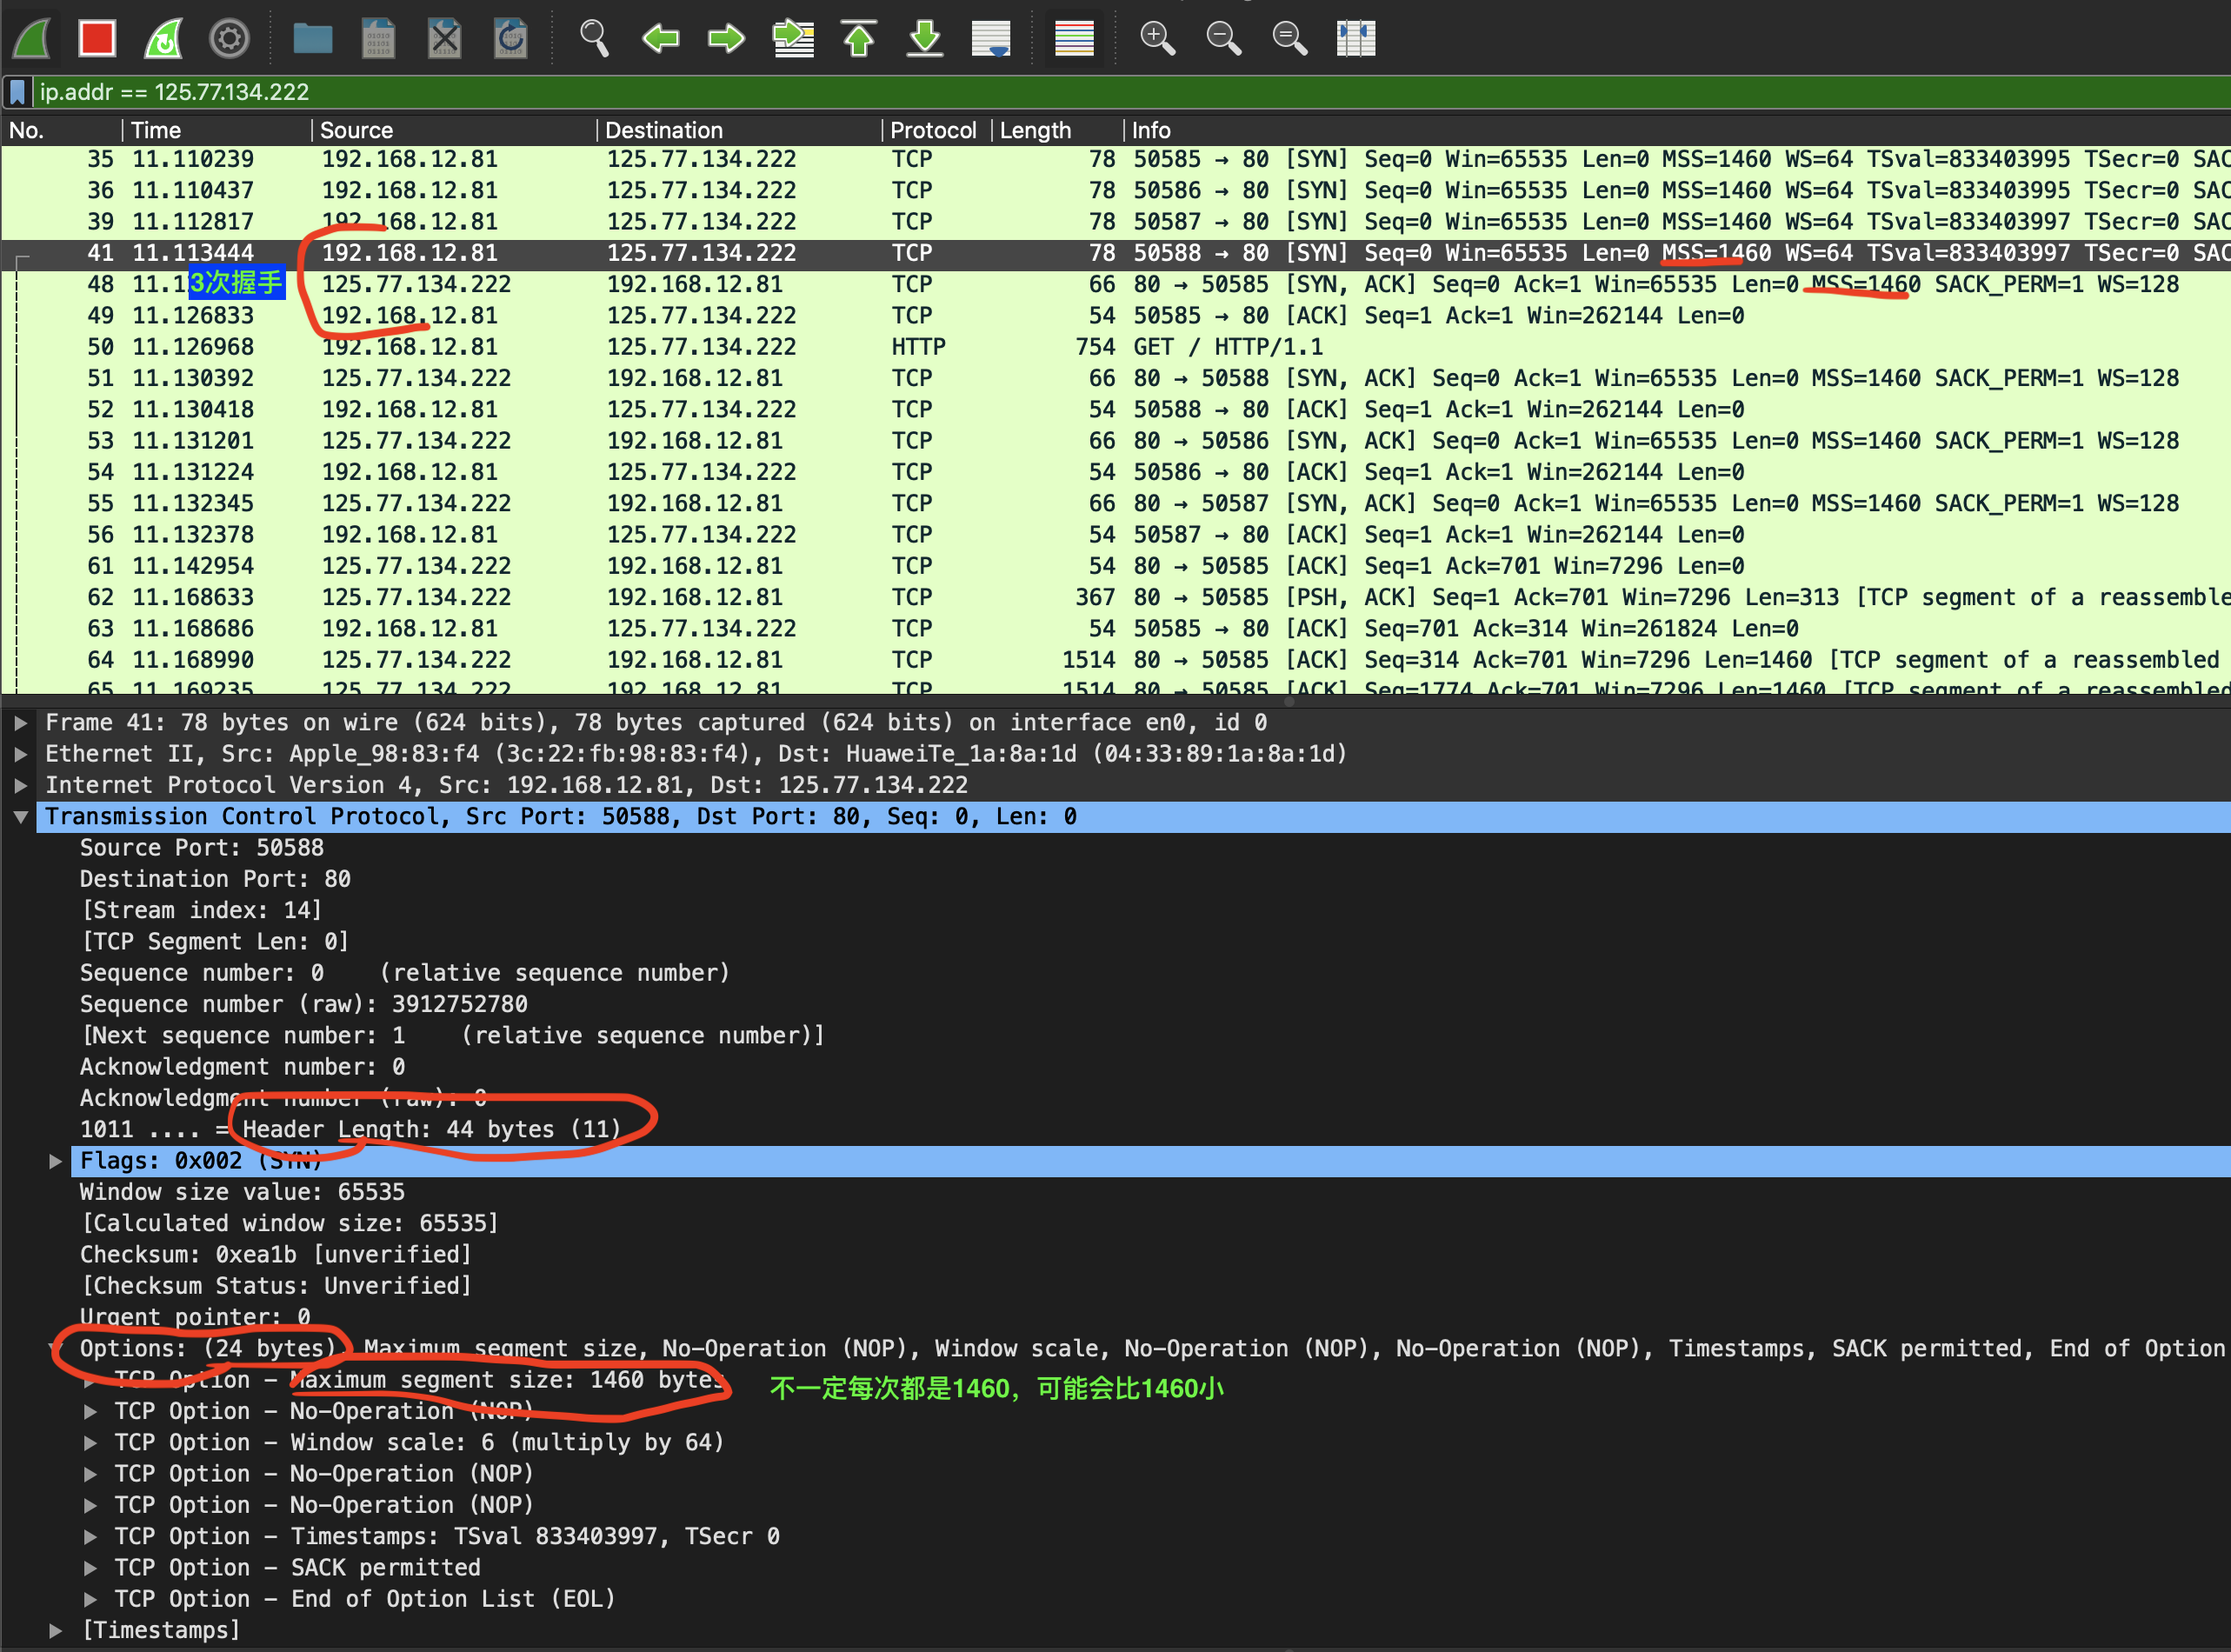 ip.addr == 125.77.134.222
No. Time Source Destination Protocol Length Info
35 11.110239 192.168.12.81 125.77.134.222 TCP 78 50585 → 80 [SYN] Seq=0 Win=65535 Len=0 MSS=1460 WS=64 TSval=833403995 TSecr=0 SAC
36 11.110437 192.168.12.81 125.77.134.222 TCP 78 50586 → 80 [SYN] Seq=0 Win=65535 Len=0 MSS=1460 WS=64 TSval=833403995 TSecr=0 SAC
39 11.112817 192.168.12.81 125.77.134.222 TCP 78 50587 → 80 [SYN] Seq=0 Win=65535 Len=0 MSS=1460 WS=64 TSval=833403997 TSecr=0 SAC
41 11.113444 192.168.12.81 125.77.134.222 TCP 78 50588 → 80 [SYN] Seq=0 Win=65535 Len=0 MSS=1460 WS=64 TSval=833403997 TSecr=0 SAC
48 11.1 3次握手 125.77.134.222 192.168.12.81 TCP 66 80 → 50585 [SYN, ACK] Seq=0 Ack=1 Win=65535 Len=0 MSS=1460 SACK_PERM=1 WS=128
49 11.126833 192.168.12.81 125.77.134.222 TCP 54 50585 → 80 [ACK] Seq=1 Ack=1 Win=262144 Len=0
50 11.126968 192.168.12.81 125.77.134.222 HTTP 754 GET / HTTP/1.1
51 11.130392 125.77.134.222 192.168.12.81 TCP 66 80 → 50588 [SYN, ACK] Seq=0 Ack=1 Win=65535 Len=0 MSS=1460 SACK_PERM=1 WS=128
52 11.130418 192.168.12.81 125.77.134.222 TCP 54 50588 → 80 [ACK] Seq=1 Ack=1 Win=262144 Len=0
53 11.131201 125.77.134.222 192.168.12.81 TCP 66 80 → 50586 [SYN, ACK] Seq=0 Ack=1 Win=65535 Len=0 MSS=1460 SACK_PERM=1 WS=128
54 11.131224 192.168.12.81 125.77.134.222 TCP 54 50586 → 80 [ACK] Seq=1 Ack=1 Win=262144 Len=0
55 11.132345 125.77.134.222 192.168.12.81 TCP 66 80 → 50587 [SYN, ACK] Seq=0 Ack=1 Win=65535 Len=0 MSS=1460 SACK_PERM=1 WS=128
56 11.132378 192.168.12.81 125.77.134.222 TCP 54 50587 → 80 [ACK] Seq=1 Ack=1 Win=262144 Len=0
61 11.142954 125.77.134.222 192.168.12.81 TCP 54 80 → 50585 [ACK] Seq=1 Ack=701 Win=7296 Len=0
62 11.168633 125.77.134.222 192.168.12.81 TCP 367 80 → 50585 [PSH, ACK] Seq=1 Ack=701 Win=7296 Len=313 [TCP segment of a reassemble
63 11.168686 192.168.12.81 125.77.134.222 TCP 54 50585 → 80 [ACK] Seq=701 Ack=314 Win=261824 Len=0
64 11.168990 125.77.134.222 192.168.12.81 TCP 1514 80 → 50585 [ACK] Seq=314 Ack=701 Win=7296 Len=1460 [TCP segment of a reassembled
65 11.169235 125.77.134.222 192.168.12.81 TCP 1514 80 → 50585 [ACK] Seq=1774 Ack=701 Win=7296 Len=1460 [TCP segment of a reassembled
Frame 41: 78 bytes on wire (624 bits), 78 bytes captured (624 bits) on interface en0, id 0
Ethernet II, Src: Apple_98:83:f4 (3c:22:fb:98:83:f4), Dst: HuaweiTe_1a:8a:1d (04:33:89:1a:8a:1d)
Internet Protocol Version 4, Src: 192.168.12.81, Dst: 125.77.134.222
Transmission Control Protocol, Src Port: 50588, Dst Port: 80, Seq: 0, Len: 0
Source Port: 50588
Destination Port: 80
[Stream index: 14]
[TCP Segment Len: 0]
Sequence number: 0 (relative sequence number)
Sequence number (raw): 3912752780
[Next sequence number: 1 (relative sequence number)]
Acknowledgment number: 0
Acknowledgment number (raw): 0
1011 .... = Header Length: 44 bytes (11)
Flags: 0x002 (SYN)
Window size value: 65535
[Calculated window size: 65535]
Checksum: 0xea1b [unverified]
[Checksum Status: Unverified]
Urgent pointer: 0
Options: (24 bytes), Maximum segment size, No-Operation (NOP), Window scale, No-Operation (NOP), No-Operation (NOP), Timestamps, SACK permitted, End of Option
TCP Option – Maximum segment size: 1460 bytes 不一定每次都是1460，可能会比1460小
TCP Option – No-Operation (NOP)
TCP Option – Window scale: 6 (multiply by 64)
TCP Option – No-Operation (NOP)
TCP Option – No-Operation (NOP)
TCP Option – Timestamps: TSval 833403997, TSecr 0
TCP Option – SACK permitted
TCP Option – End of Option List (EOL)
[Timestamps]